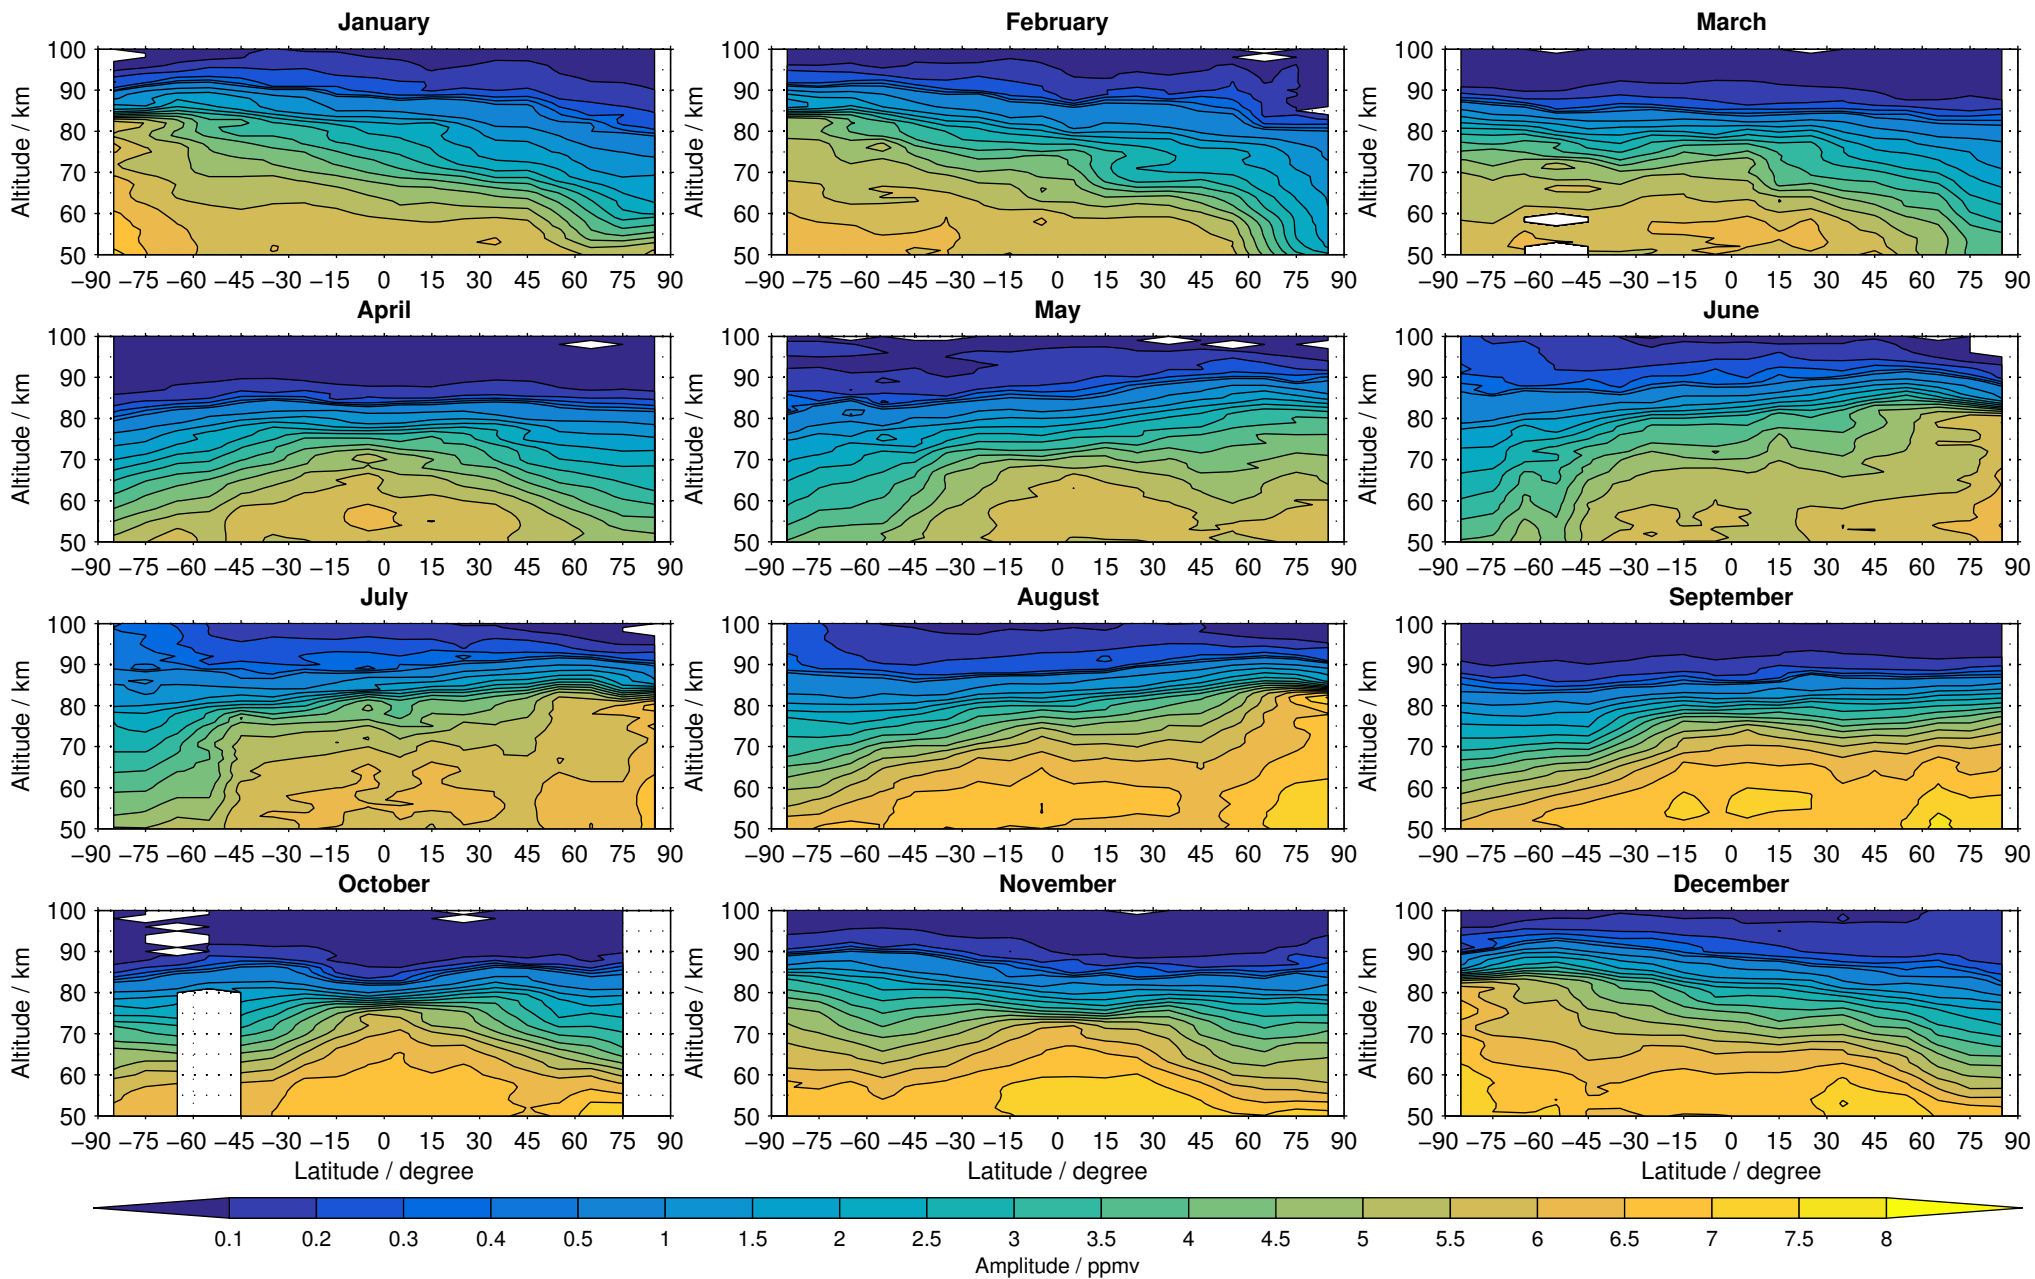 January February March
100 100 100
90 90 90
80 80 80
70 70 70
60 60 60
50 50 50
Altitude / km Altitude / km Altitude / km
−90 −75 −60 −45 −30 −15 0 15 30 45 60 75 90 −90 −75 −60 −45 −30 −15 0 15 30 45 60 75 90 −90 −75 −60 −45 −30 −15 0 15 30 45 60 75 90
April May June
100 100 100
90 90 90
80 80 80
70 70 70
60 60 60
50 50 50
Altitude / km Altitude / km Altitude / km
−90 −75 −60 −45 −30 −15 0 15 30 45 60 75 90 −90 −75 −60 −45 −30 −15 0 15 30 45 60 75 90 −90 −75 −60 −45 −30 −15 0 15 30 45 60 75 90
July August September
100 100 100
90 90 90
80 80 80
70 70 70
60 60 60
50 50 50
Altitude / km Altitude / km Altitude / km
−90 −75 −60 −45 −30 −15 0 15 30 45 60 75 90 −90 −75 −60 −45 −30 −15 0 15 30 45 60 75 90 −90 −75 −60 −45 −30 −15 0 15 30 45 60 75 90
October November December
100 100 100
90 90 90
80 80 80
70 70 70
60 60 60
50 50 50
Altitude / km Altitude / km Altitude / km
−90 −75 −60 −45 −30 −15 0 15 30 45 60 75 90 −90 −75 −60 −45 −30 −15 0 15 30 45 60 75 90 −90 −75 −60 −45 −30 −15 0 15 30 45 60 75 90
Latitude / degree Latitude / degree Latitude / degree
0.1 0.2 0.3 0.4 0.5 1 1.5 2 2.5 3 3.5 4 4.5 5 5.5 6 6.5 7 7.5 8
Amplitude / ppmv